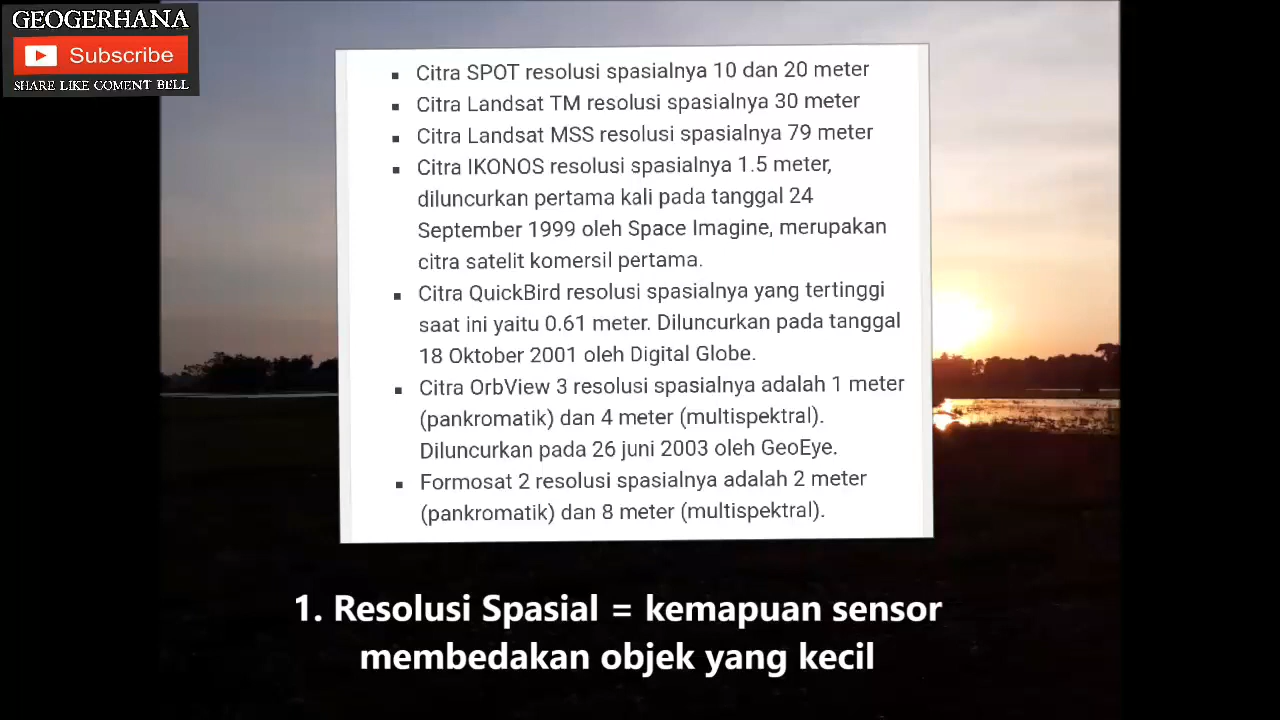 GEOGERHANA
Subscribe
SHARE LIKE COMENT BELL
▪ Citra SPOT resolusi spasialnya 10 dan 20 meter
▪ Citra Landsat TM resolusi spasialnya 30 meter
▪ Citra Landsat MSS resolusi spasialnya 79 meter
▪ Citra IKONOS resolusi spasialnya 1.5 meter,
diluncurkan pertama kali pada tanggal 24
September 1999 oleh Space Imagine, merupakan
citra satelit komersil pertama.
▪ Citra QuickBird resolusi spasialnya yang tertinggi
saat ini yaitu 0.61 meter. Diluncurkan pada tanggal
18 Oktober 2001 oleh Digital Globe.
▪ Citra OrbView 3 resolusi spasialnya adalah 1 meter
(pankromatik) dan 4 meter (multispektral).
Diluncurkan pada 26 juni 2003 oleh GeoEye.
▪ Formosat 2 resolusi spasialnya adalah 2 meter
(pankromatik) dan 8 meter (multispektral).
1. Resolusi Spasial = kemapuan sensor
membedakan objek yang kecil